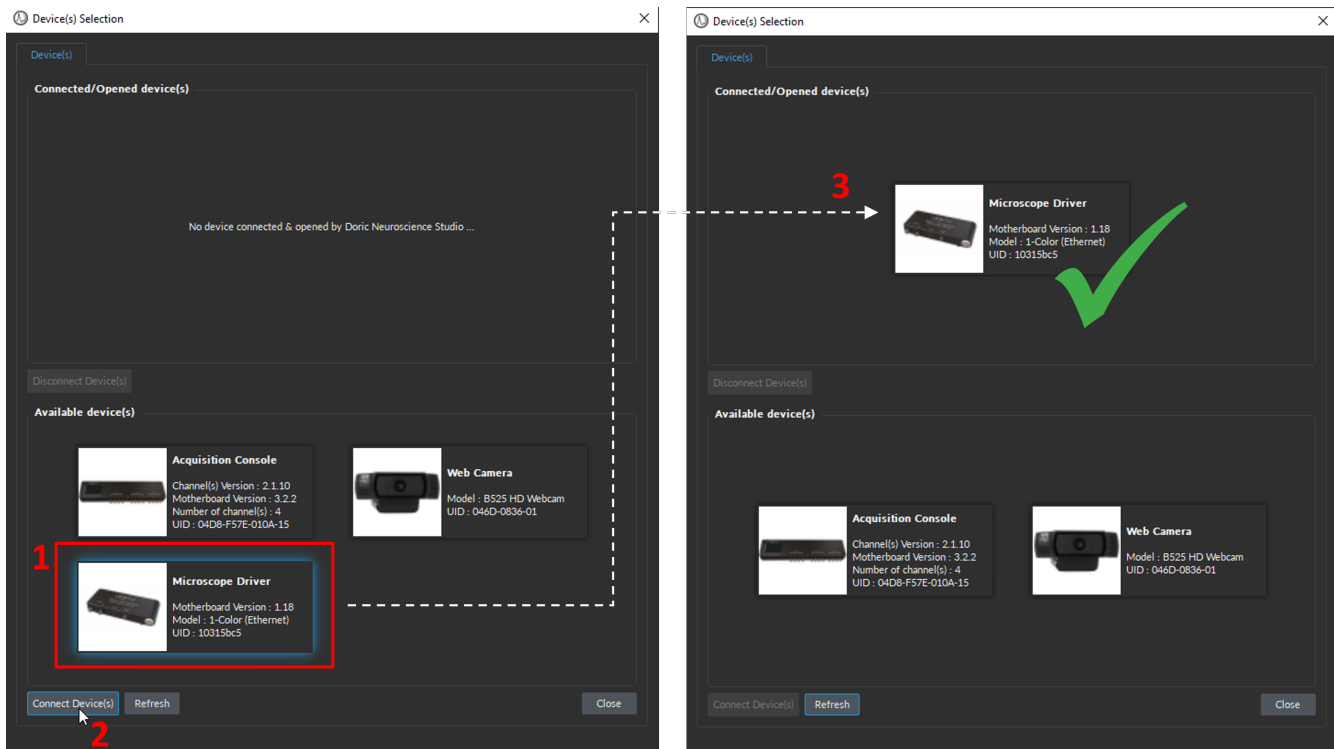 Device(s) Selection
Device(s)
Connected/Opened device(s)
No device connected & opened by Doric Neuroscience Studio ...
Disconnect Device(s)
Available device(s)
Acquisition Console
Channel(s) Version : 2.1.10
Motherboard Version : 3.2.2
Number of channel(s) : 4
UID : 04D8-F57E-010A-15
Web Camera
Model : B525 HD Webcam
UID : 046D-0836-01
1
Microscope Driver
Motherboard Version : 1.18
Model : 1-Color (Ethernet)
UID : 10315bc5
Connect Device(s)
Refresh
Close
2
Device(s) Selection
Device(s)
Connected/Opened device(s)
3
Microscope Driver
Motherboard Version : 1.18
Model : 1-Color (Ethernet)
UID : 10315bc5
Disconnect Device(s)
Available device(s)
Acquisition Console
Channel(s) Version : 2.1.10
Motherboard Version : 3.2.2
Number of channel(s) : 4
UID : 04D8-F57E-010A-15
Web Camera
Model : B525 HD Webcam
UID : 046D-0836-01
Connect Device(s)
Refresh
Close